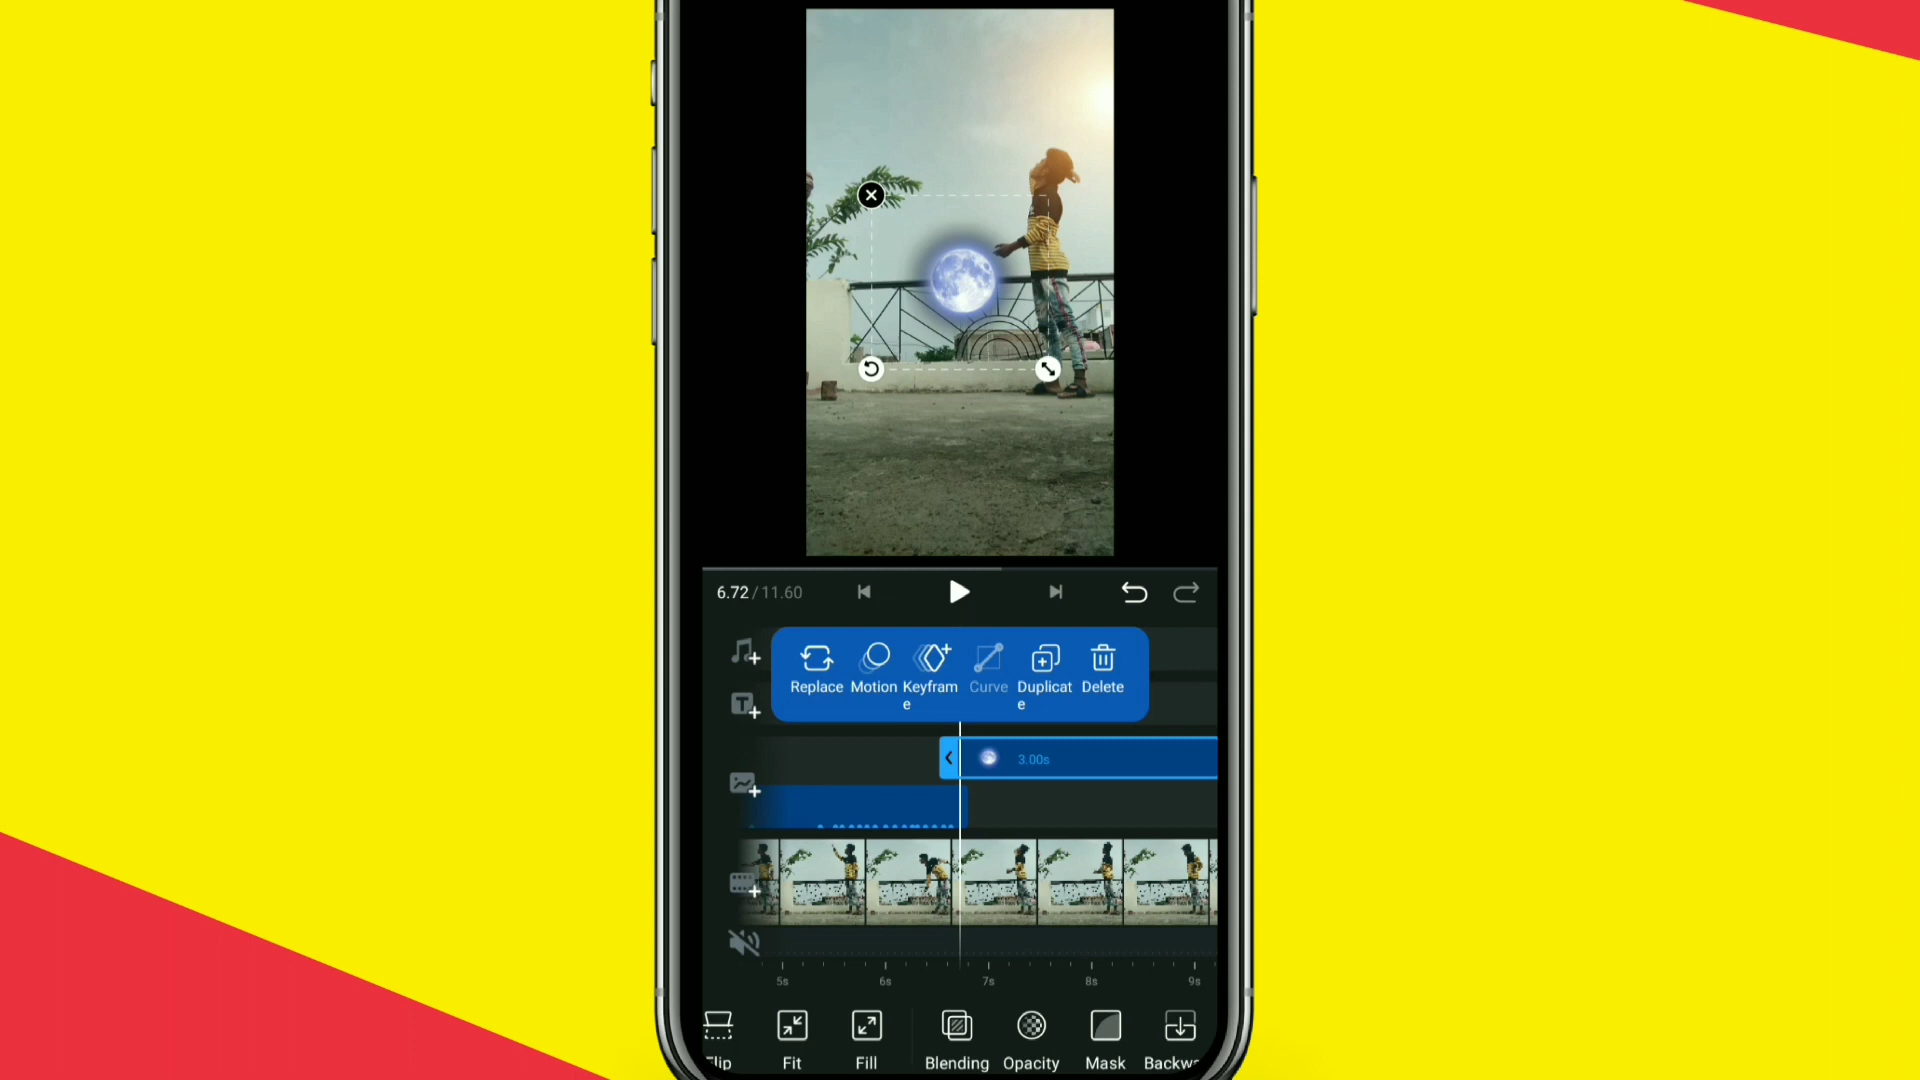 6.72 / 11.60
Replace Motion Keyfram
e Curve Duplicat
e Delete
T
3.00s
5s 6s 7s 8s 9s
Flip Fit Fill Blending Opacity Mask Backwa